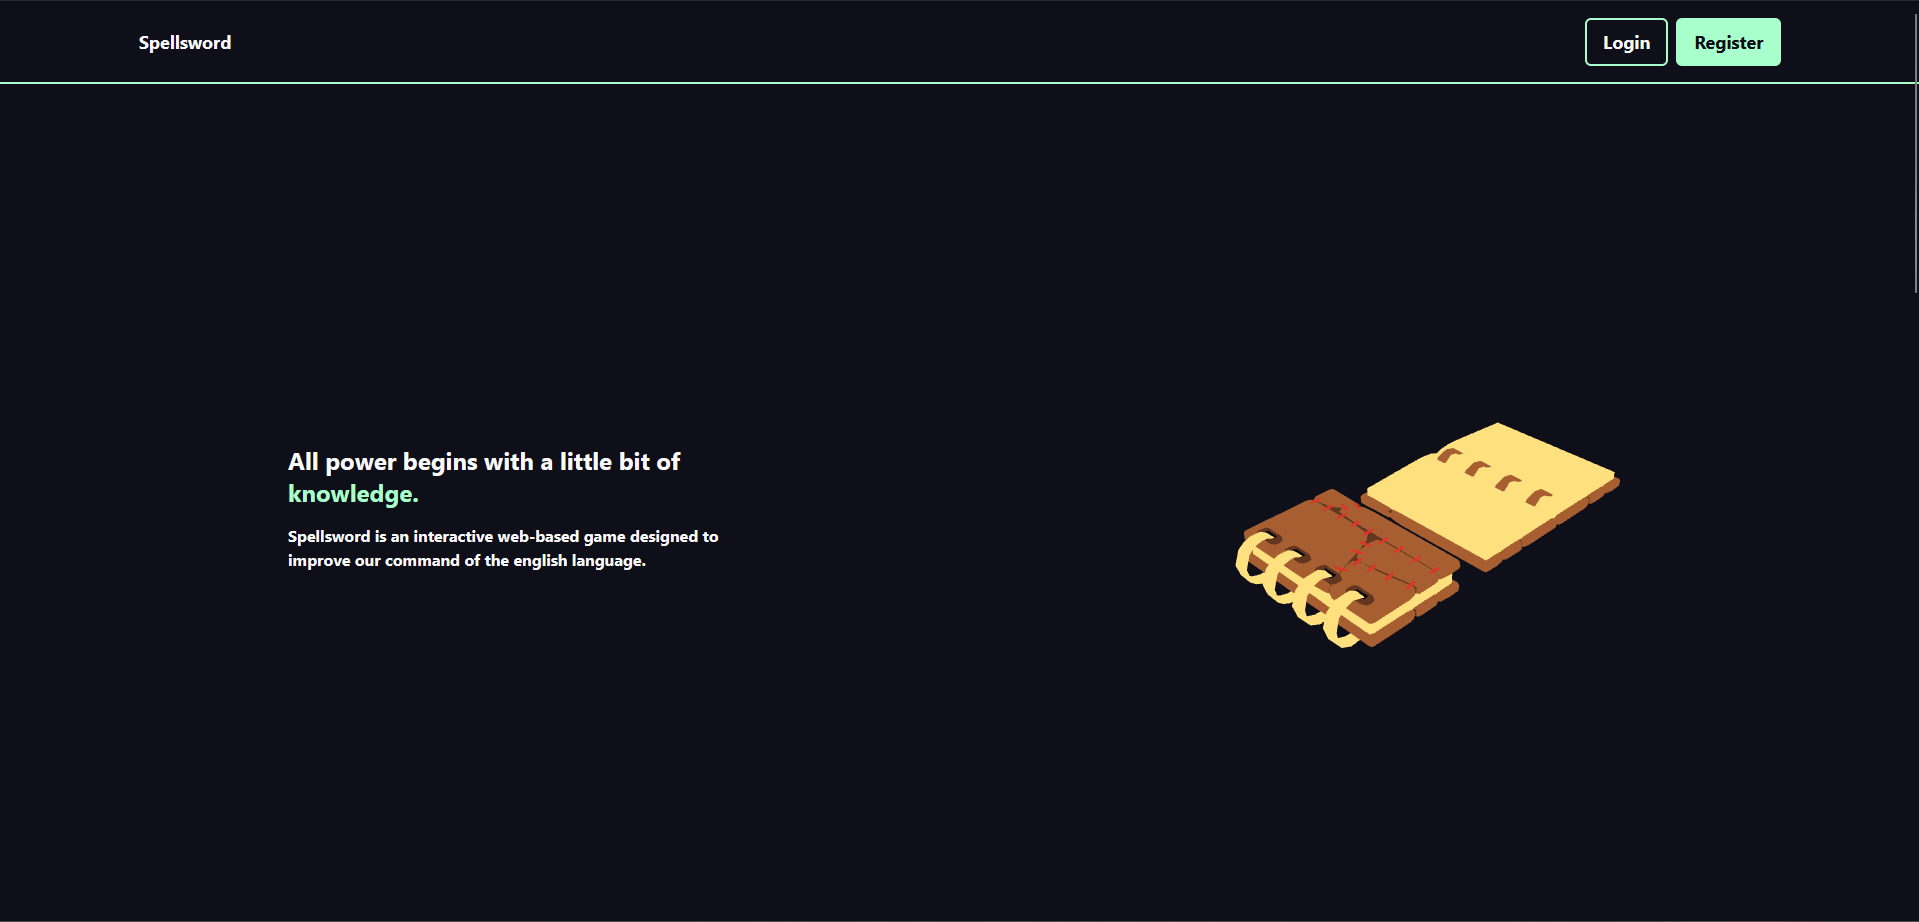 Spellsword
Login
Register
All power begins with a little bit of
knowledge.
Spellsword is an interactive web-based game designed to
improve our command of the english language.